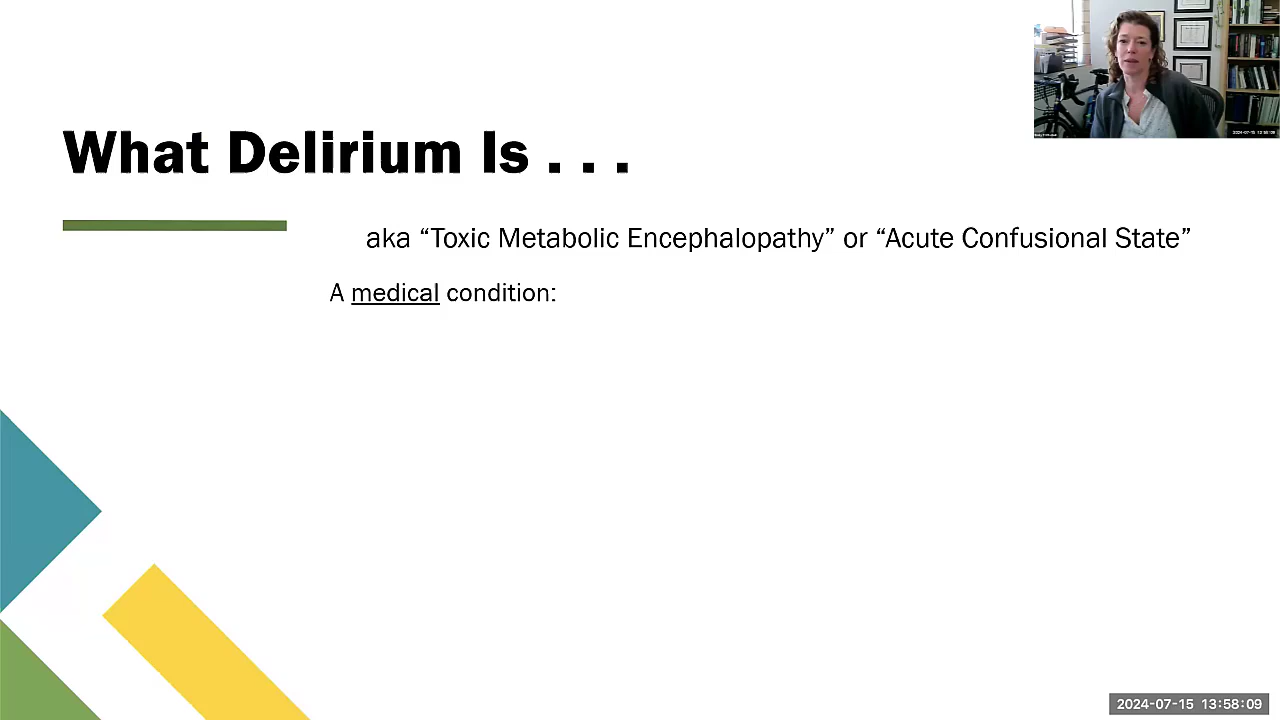 What Delirium Is . . .
aka “Toxic Metabolic Encephalopathy” or “Acute Confusional State”
A medical condition:
2024-07-15 13:58:09